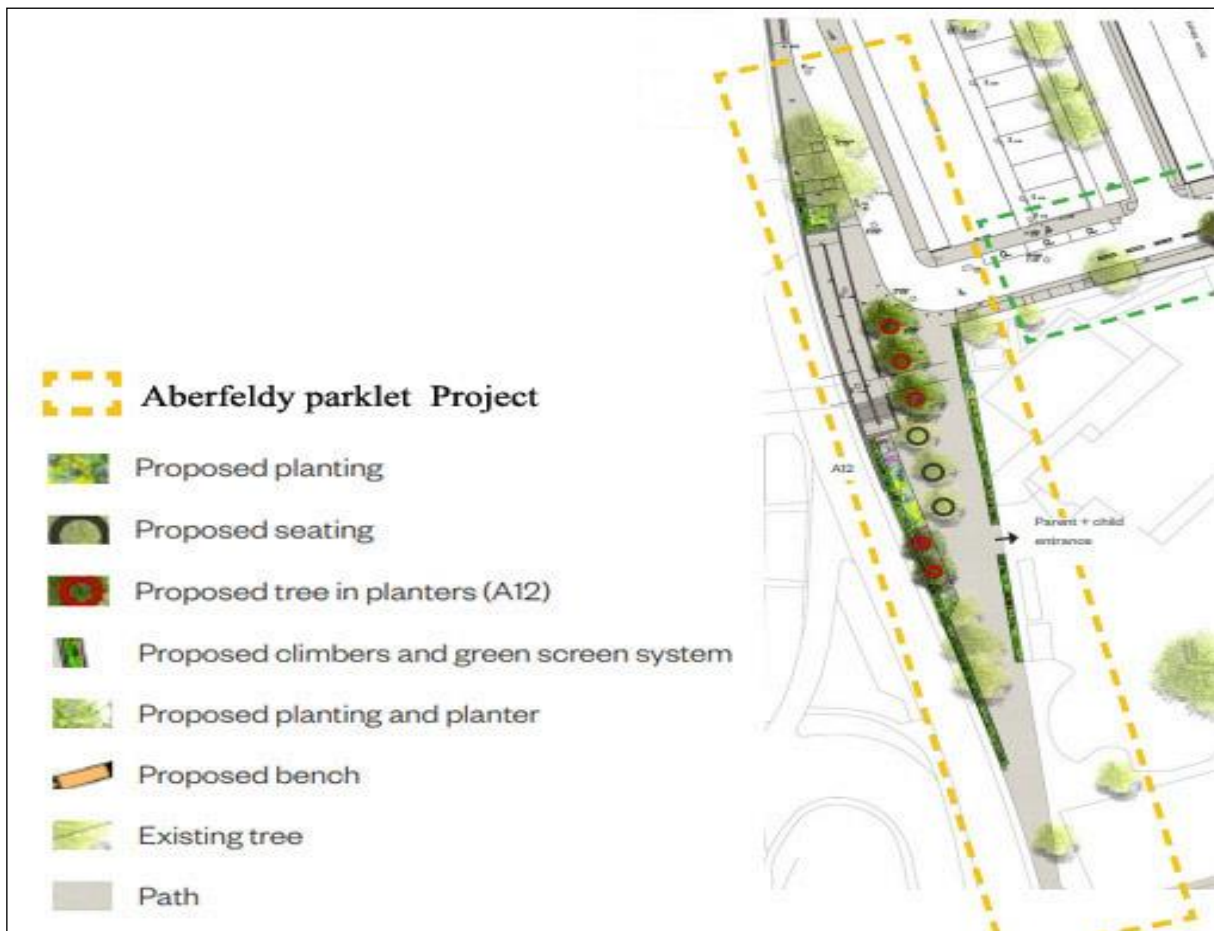 Aberfeldy parklet Project
Proposed planting
Proposed seating
Proposed tree in planters (A12)
Proposed climbers and green screen system
Proposed planting and planter
Proposed bench
Existing tree
Path
A12
Parent + child
entrance